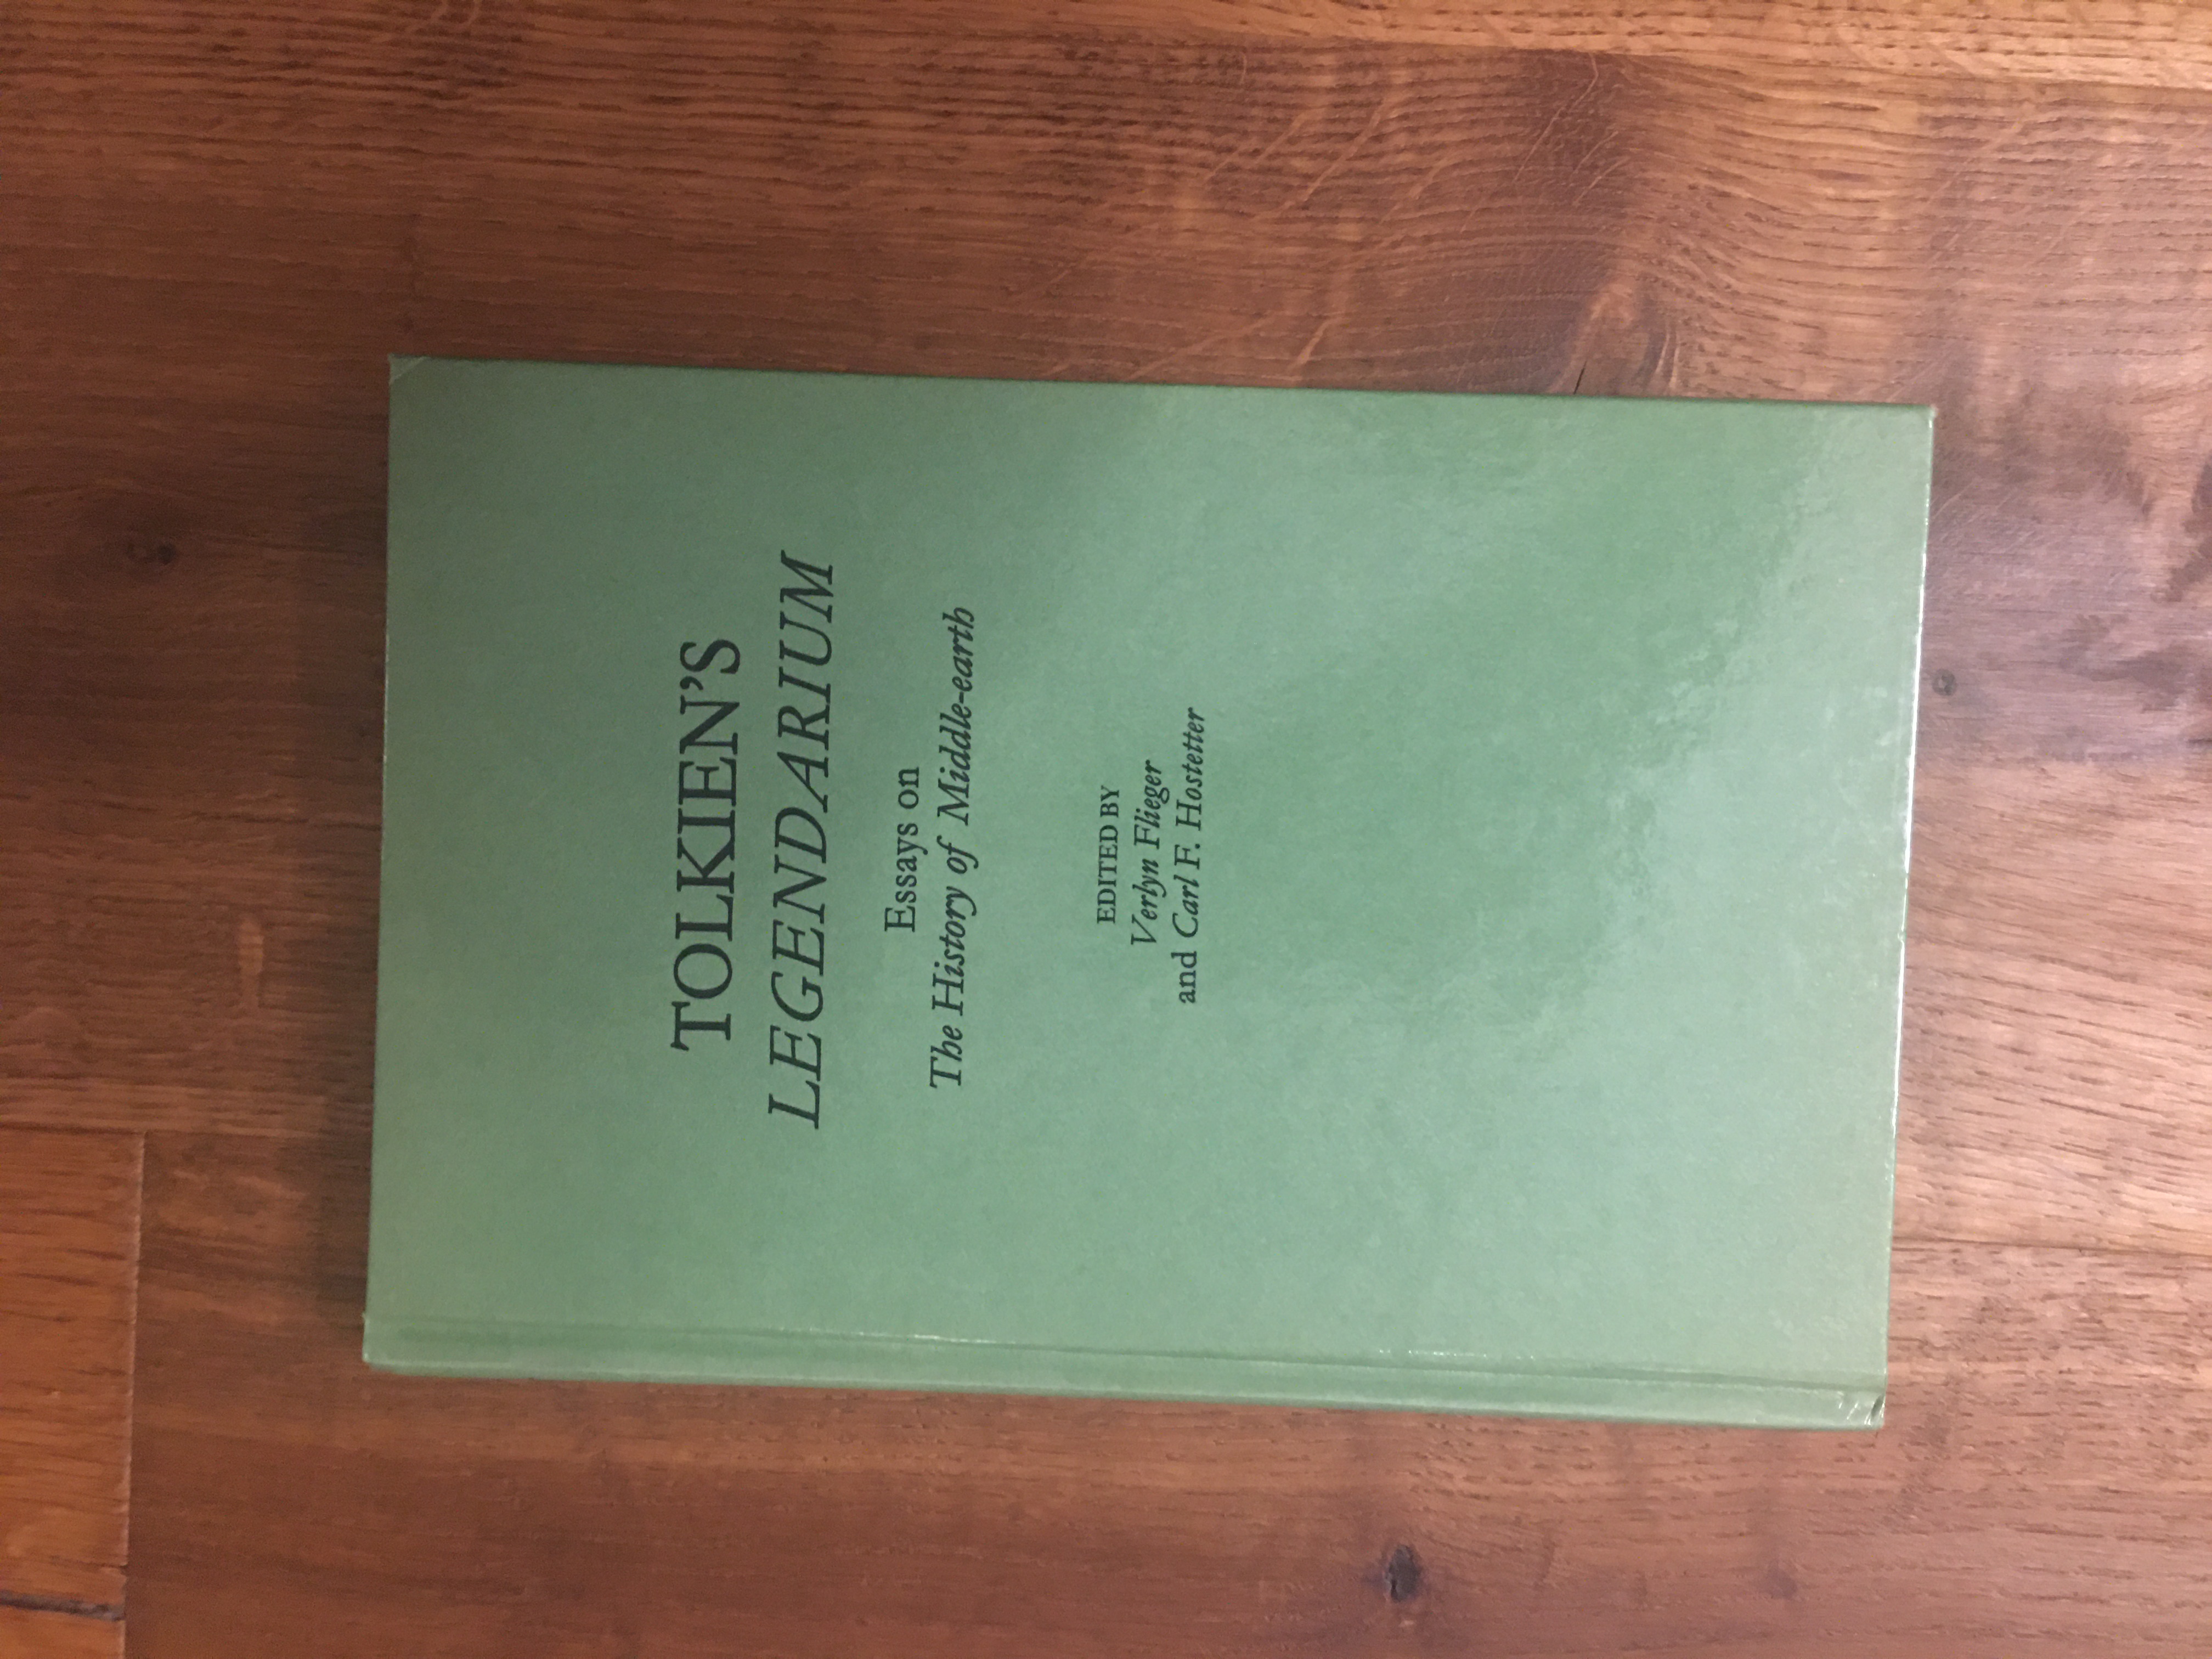 TOLKIEN'S
LEGENDARIUM
Essays on
The History of Middle-earth
EDITED BY
Verlyn Flieger
and Carl F. Hostetter